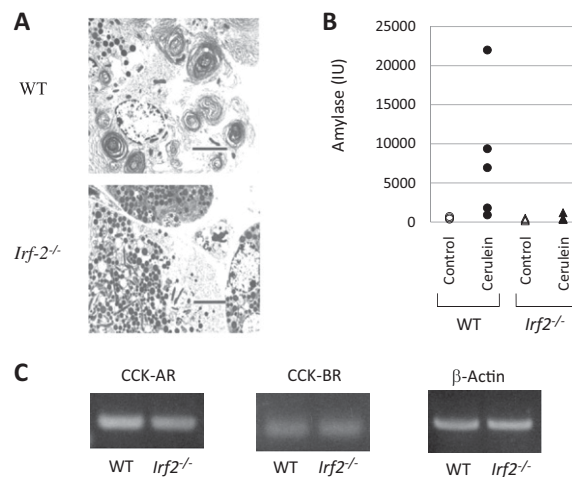 A
WT
Irf-2-/-
B
Amylase (IU)
25000
20000
15000
10000
5000
0
Control
Cerulein
Control
Cerulein
WT
Irf2-/-
C
CCK-AR
CCK-BR
β-Actin
WT Irf2-/-
WT Irf2-/-
WT Irf2-/-